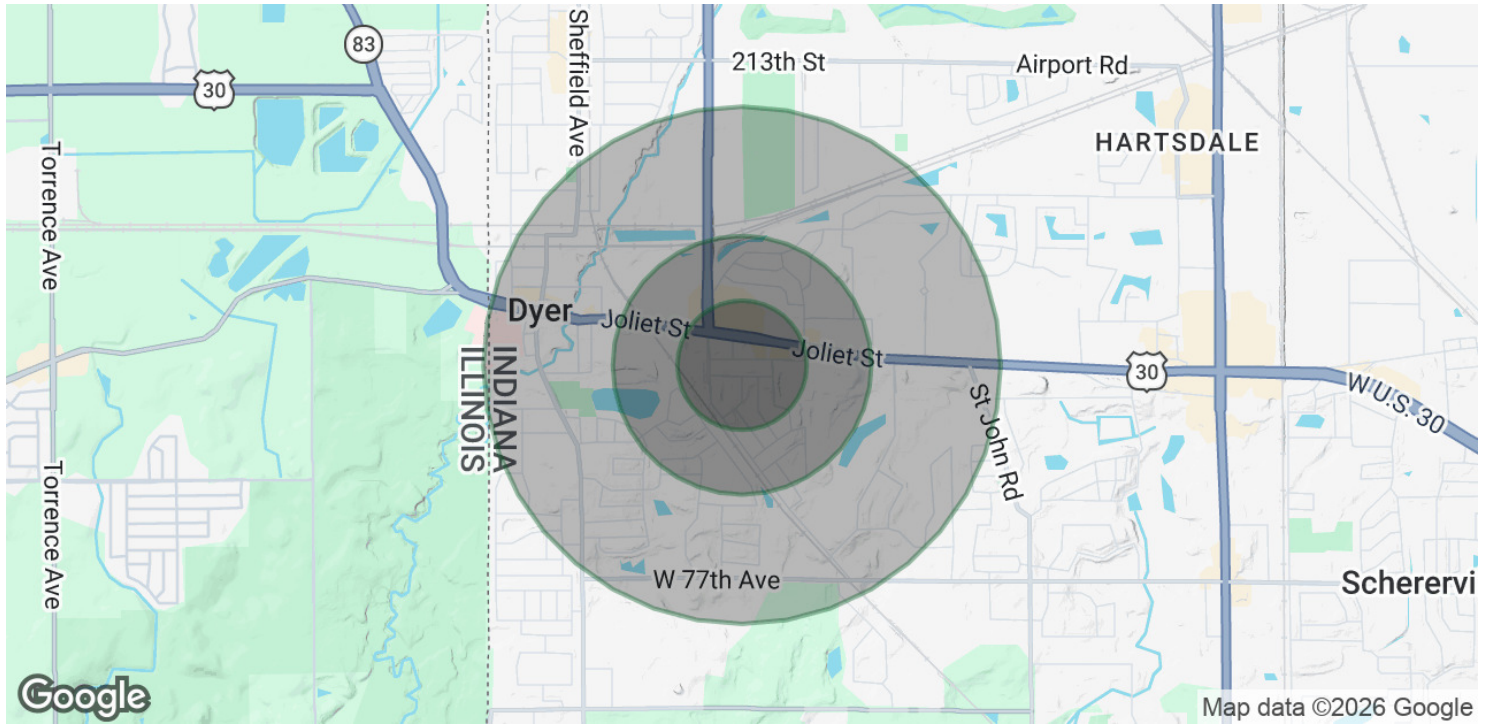 83
30
Sheffield Ave
213th St
Airport Rd
HARTSDALE
Torrence Ave
Dyer
Joliet St
Joliet St
30
W U.S. 30
INDIANA
ILLINOIS
St John Rd
Torrence Ave
W 77th Ave
Scherervi
Google
Map data ©2026 Google